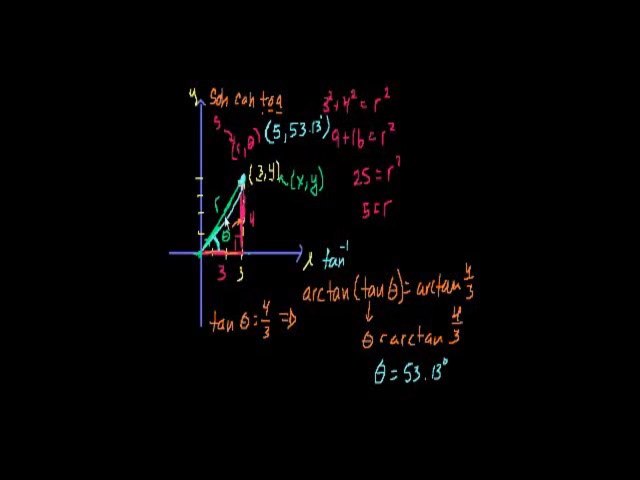 y
Soh cah toa
3² + 4² = r²
5
(r, θ) (5, 53.13°)
9 + 16 = r²
(3, 4) (x, y)
25 = r²
r
4
5 = r
θ
3 3
x tan⁻¹
arctan(tan θ) = arctan 4/3
tan θ = 4/3 ⇒
θ = arctan 4/3
θ = 53.13°